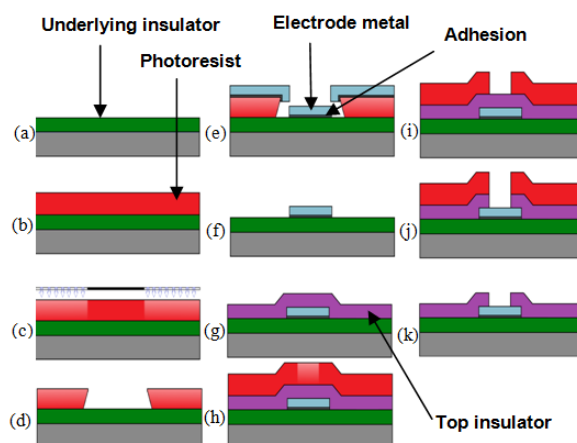 Underlying insulator
Electrode metal
Photoresist
Adhesion
(a)
(e)
(i)
(b)
(f)
(j)
(c)
(g)
(k)
(d)
(h)
Top insulator